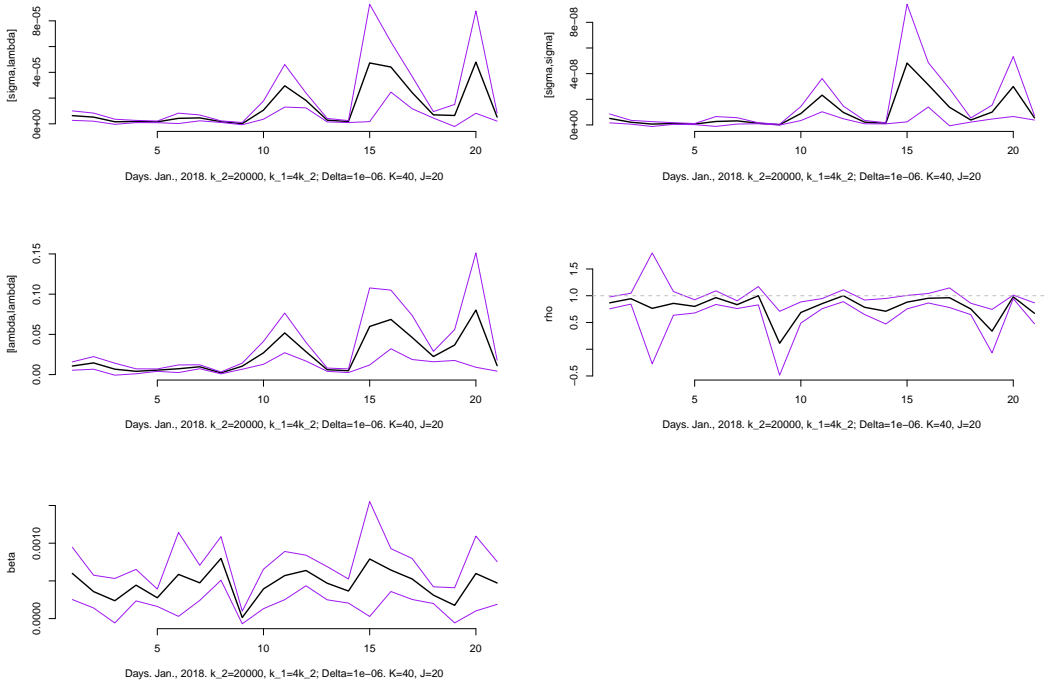 [sigma,lambda]
0e+00 4e-05 8e-05
5 10 15 20
Days. Jan., 2018. k_2=20000, k_1=4k_2; Delta=1e-06. K=40, J=20
[sigma,sigma]
0e+00 4e-08 8e-08
5 10 15 20
Days. Jan., 2018. k_2=20000, k_1=4k_2; Delta=1e-06. K=40, J=20
[lambda,lambda]
0.00 0.05 0.10 0.15
5 10 15 20
Days. Jan., 2018. k_2=20000, k_1=4k_2; Delta=1e-06. K=40, J=20
rho
-0.5 0.5 1.0 1.5
5 10 15 20
Days. Jan., 2018. k_2=20000, k_1=4k_2; Delta=1e-06. K=40, J=20
beta
0.0000 0.0010
5 10 15 20
Days. Jan., 2018. k_2=20000, k_1=4k_2; Delta=1e-06. K=40, J=20